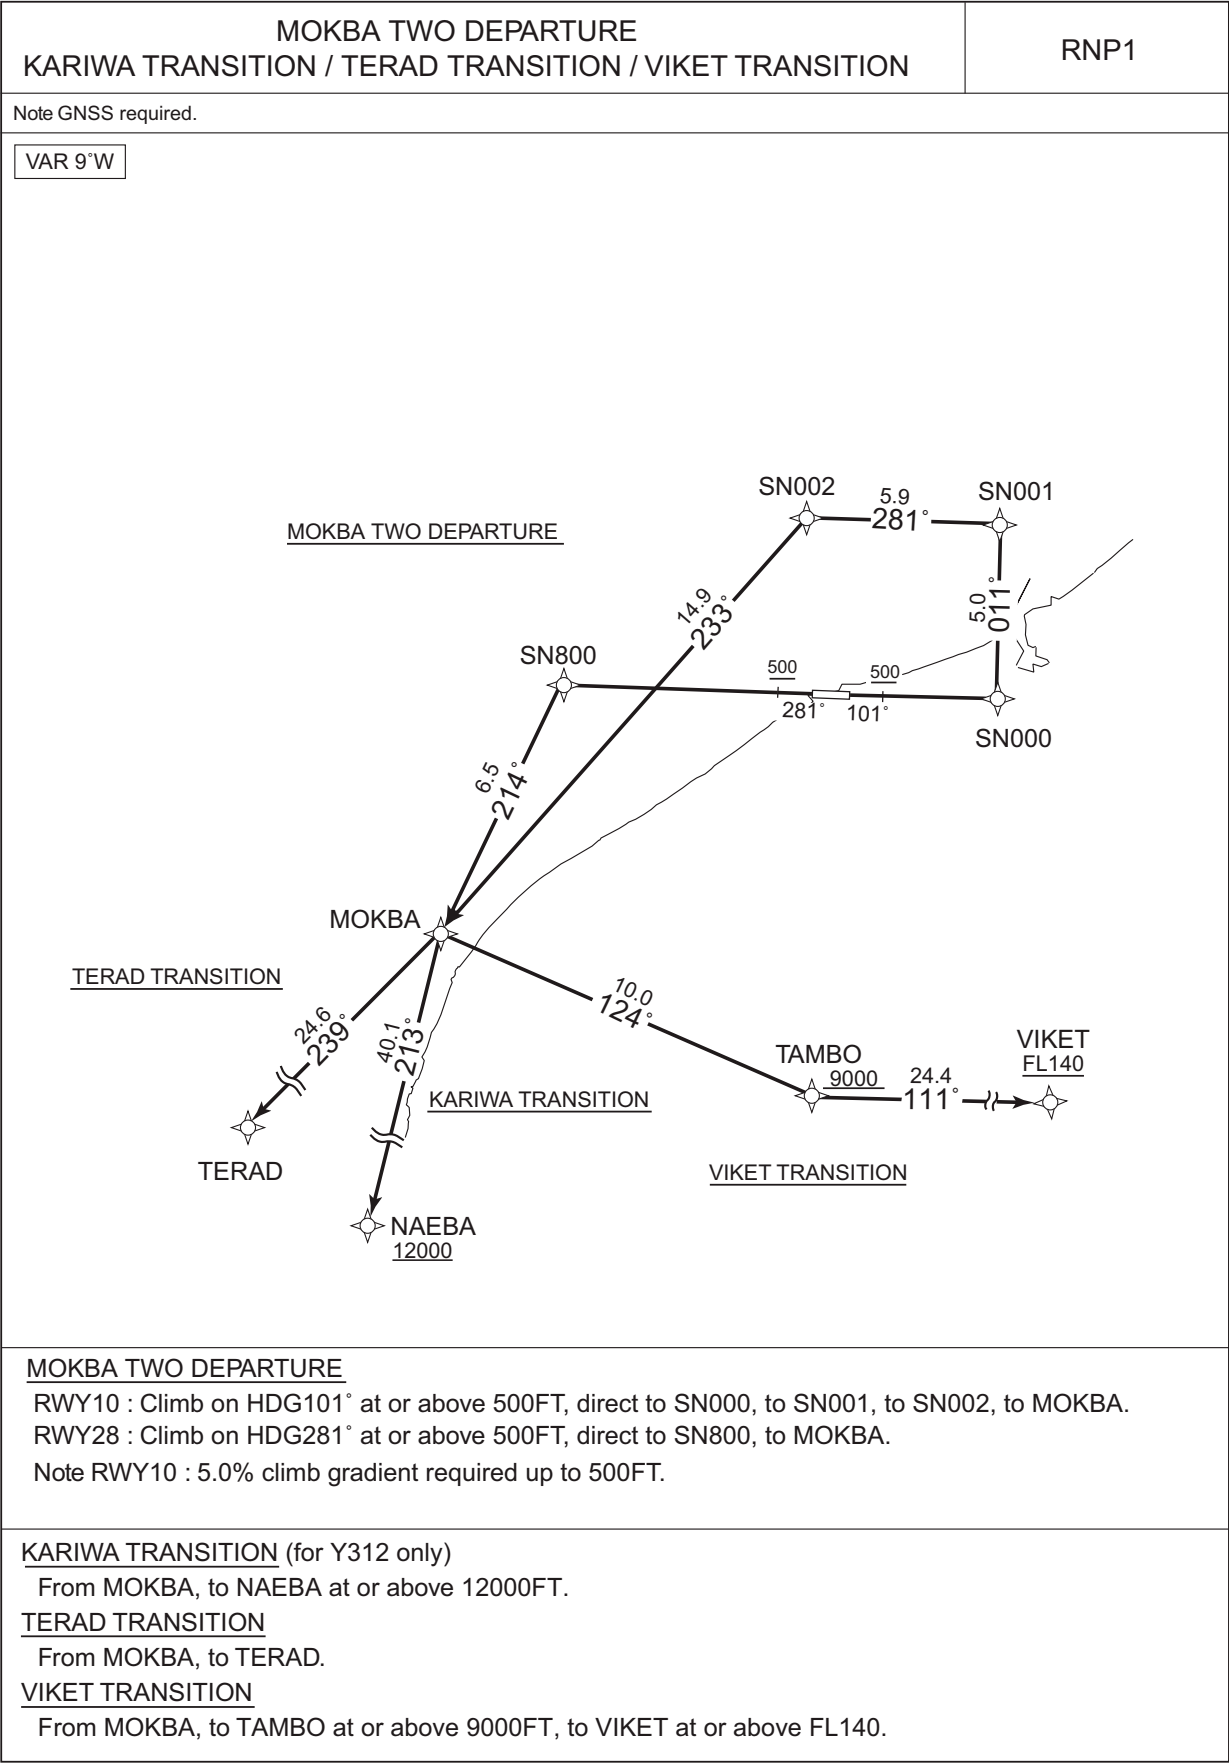 MOKBA TWO DEPARTURE
KARIWA TRANSITION / TERAD TRANSITION / VIKET TRANSITION
RNP1
Note GNSS required.
VAR 9˚W
SN002
5.9
281˚
SN001
MOKBA TWO DEPARTURE
14.9
233˚
5.0
011˚
SN800
500
500
281˚
101˚
SN000
6.5
214˚
MOKBA
TERAD TRANSITION
24.6
239˚
40.1
213˚
10.0
124˚
TAMBO
9000
24.4
111˚
VIKET
FL140
KARIWA TRANSITION
TERAD
VIKET TRANSITION
NAEBA
12000
MOKBA TWO DEPARTURE
RWY10 : Climb on HDG101˚ at or above 500FT, direct to SN000, to SN001, to SN002, to MOKBA.
RWY28 : Climb on HDG281˚ at or above 500FT, direct to SN800, to MOKBA.
Note RWY10 : 5.0% climb gradient required up to 500FT.
KARIWA TRANSITION (for Y312 only)
From MOKBA, to NAEBA at or above 12000FT.
TERAD TRANSITION
From MOKBA, to TERAD.
VIKET TRANSITION
From MOKBA, to TAMBO at or above 9000FT, to VIKET at or above FL140.